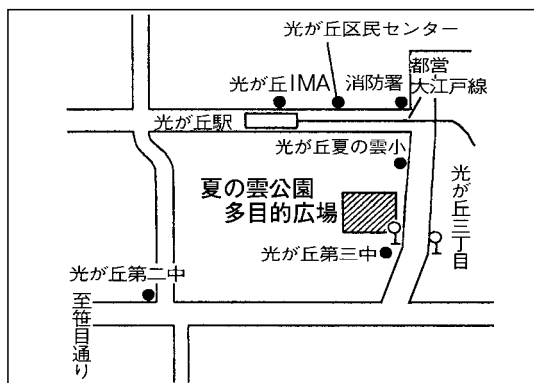 光が丘区民センター
都営
大江戸線
光が丘IMA
消防署
光が丘駅
光が丘夏の雲小
夏の雲公園
多目的広場
光が丘三丁目
光が丘第三中
光が丘第二中
至笹目通り